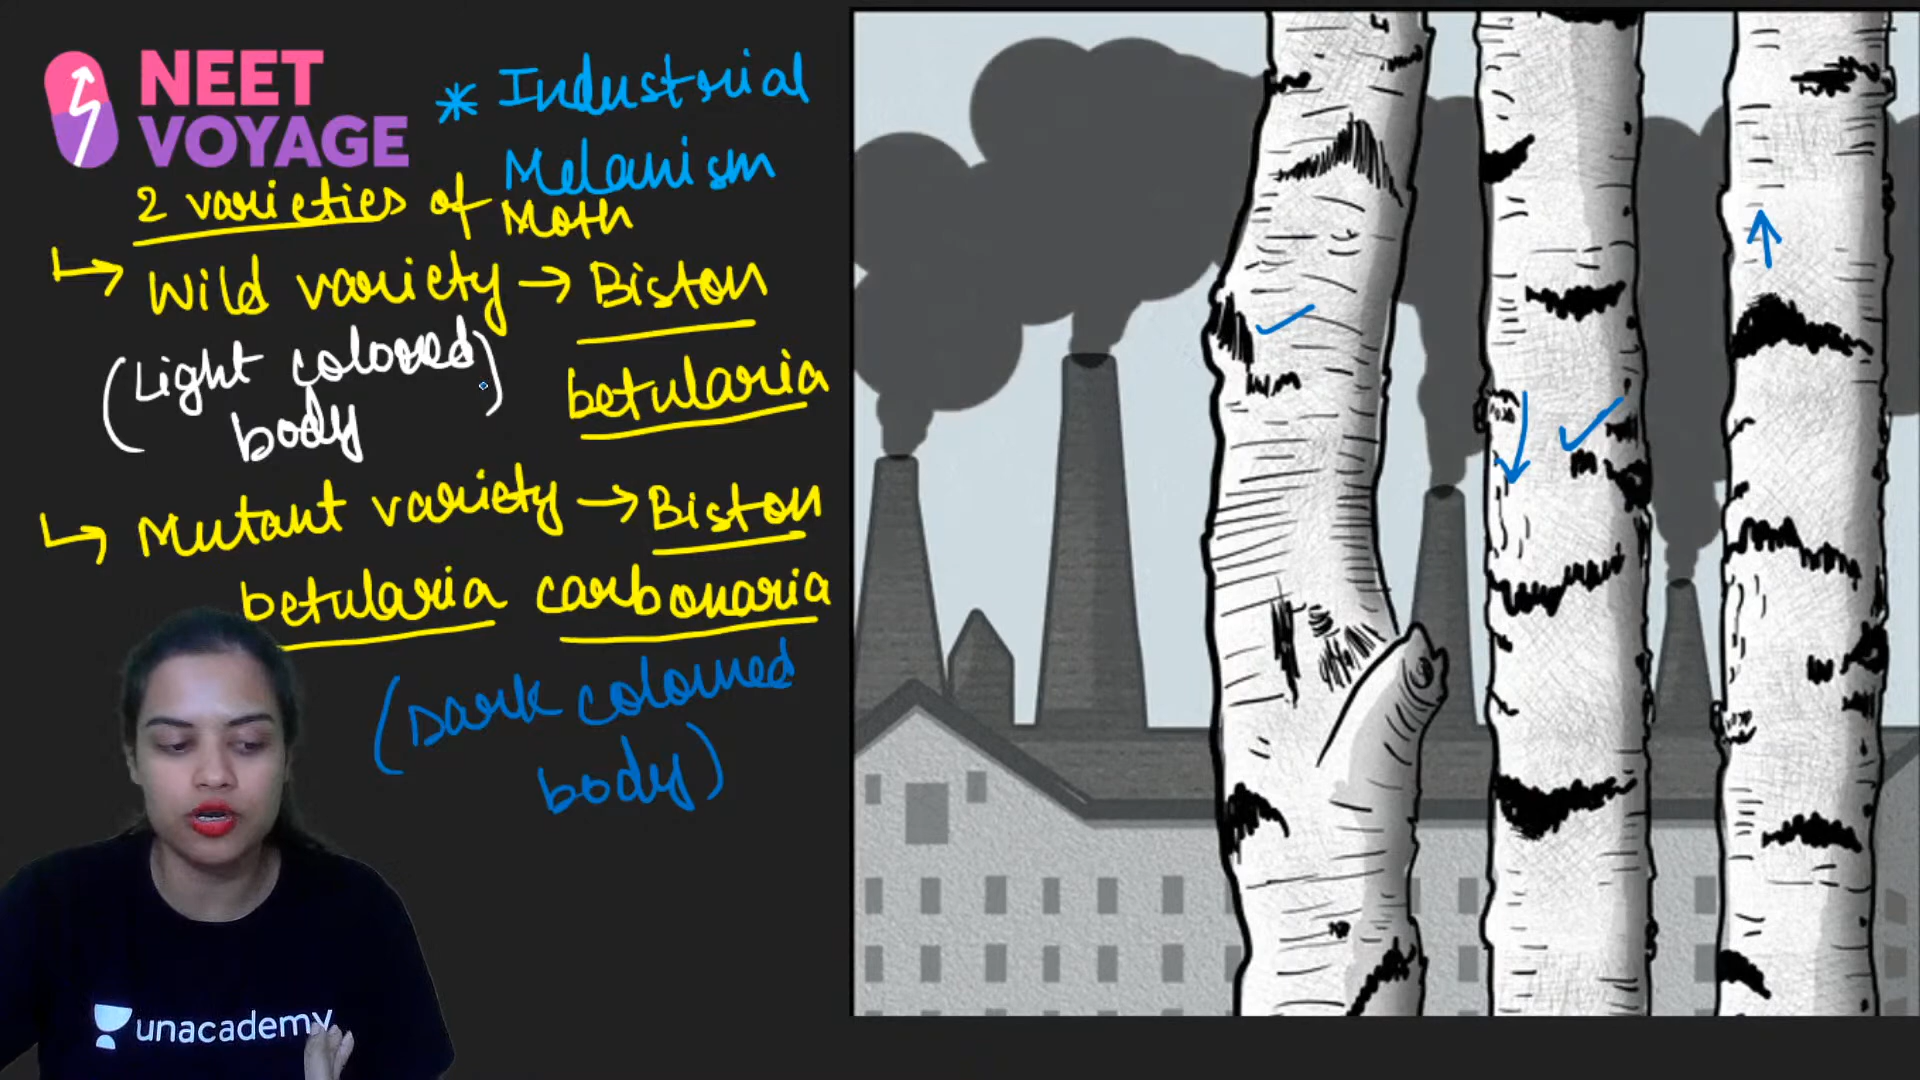 NEET
VOYAGE
* Industrial
Melanism
2 varieties of Moth
↳ Wild variety → Biston
betularia
(Light colored
body)
↳ Mutant variety → Biston
betularia carbonaria
(Dark coloured
body)
unacademy